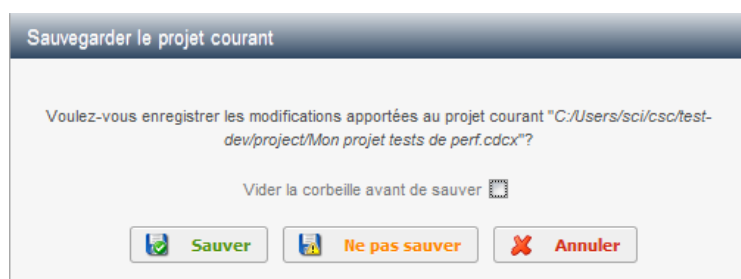 Sauvegarder le projet courant
Voulez-vous enregistrer les modifications apportées au projet courant "C:/Users/sci/csc/test-
dev/project/Mon projet tests de perf.cdcx"?
Vider la corbeille avant de sauver
Sauver Ne pas sauver Annuler